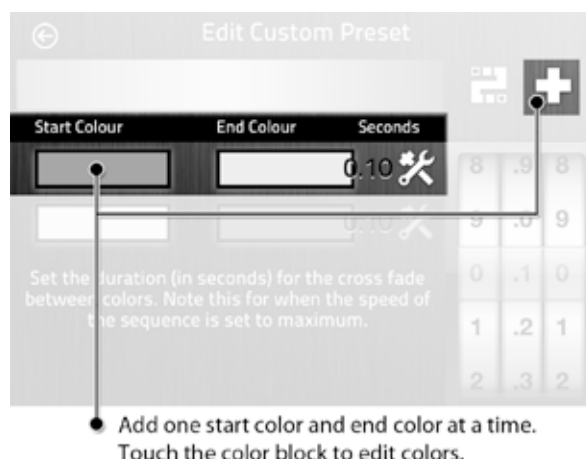 Edit Custom Preset
Start Colour End Colour Seconds
0.10
8 .9 8
0.10
9 .0 9
Set the duration (in seconds) for the cross fade
between colors. Note this for when the speed of
the sequence is set to maximum.
0 .1 0
1 .2 1
2 .3 2
Add one start color and end color at a time.
Touch the color block to edit colors.